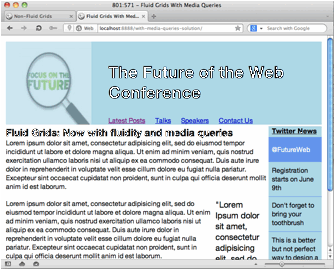 801:571 – Fluid Grids With Media Queries
Non-Fluid Grids
Fluid Grids With Med...
Web
localhost:8888/with-media-queries-solution/
Search with Google
FOCUS ON THE
FUTURE
The Future of the Web
Conference
Latest Posts Talks Speakers Contact Us
Fluid Grids: Now with fluidity and media queries
Lorem ipsum dolor sit amet, consectetur adipisicing elit, sed do eiusmod tempor
incididunt ut labore et dolore magna aliqua. Ut enim ad minim veniam, quis nostrud
exercitation ullamco laboris nisi ut aliquip ex ea commodo consequat. Duis aute irure
dolor in reprehenderit in voluptate velit esse cillum dolore eu fugiat nulla pariatur.
Excepteur sint occaecat cupidatat non proident, sunt in culpa qui officia deserunt mollit
anim id est laborum.
Lorem ipsum dolor sit amet, consectetur adipisicing elit, sed do
eiusmod tempor incididunt ut labore et dolore magna aliqua. Ut enim
ad minim veniam, quis nostrud exercitation ullamco laboris nisi ut
aliquip ex ea commodo consequat. Duis aute irure dolor in
reprehenderit in voluptate velit esse cillum dolore eu fugiat nulla
pariatur. Excepteur sint occaecat cupidatat non proident, sunt in
"Lorem
ipsum dolor
sit amet,
consectetur
adipisicing
elit, sed do
Twitter News
@FutureWeb
Registration
starts on June
9th
Don't forget to
bring your
toothbrush
This is a better
but not perfect
way to design a